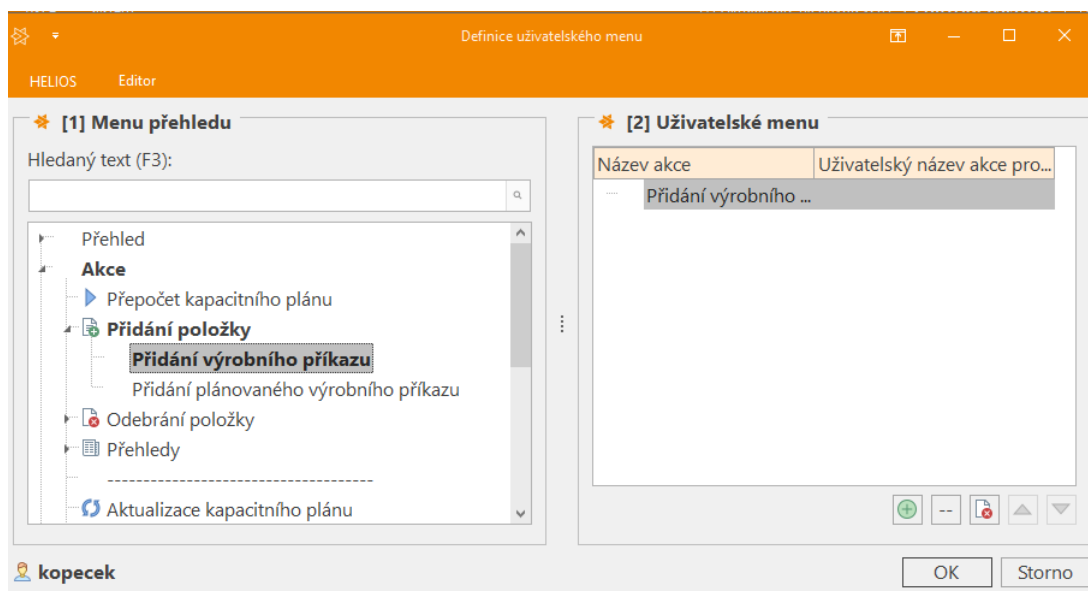 Definice uživatelského menu
HELIOS Editor
[1] Menu přehledu
Hledaný text (F3):
Přehled
Akce
Přepočet kapacitního plánu
Přidání položky
Přidání výrobního příkazu
Přidání plánovaného výrobního příkazu
Odebrání položky
Přehledy
------------------------------------
Aktualizace kapacitního plánu
[2] Uživatelské menu
Název akce Uživatelský název akce pro...
Přidání výrobního ...
--
kopecek
OK Storno